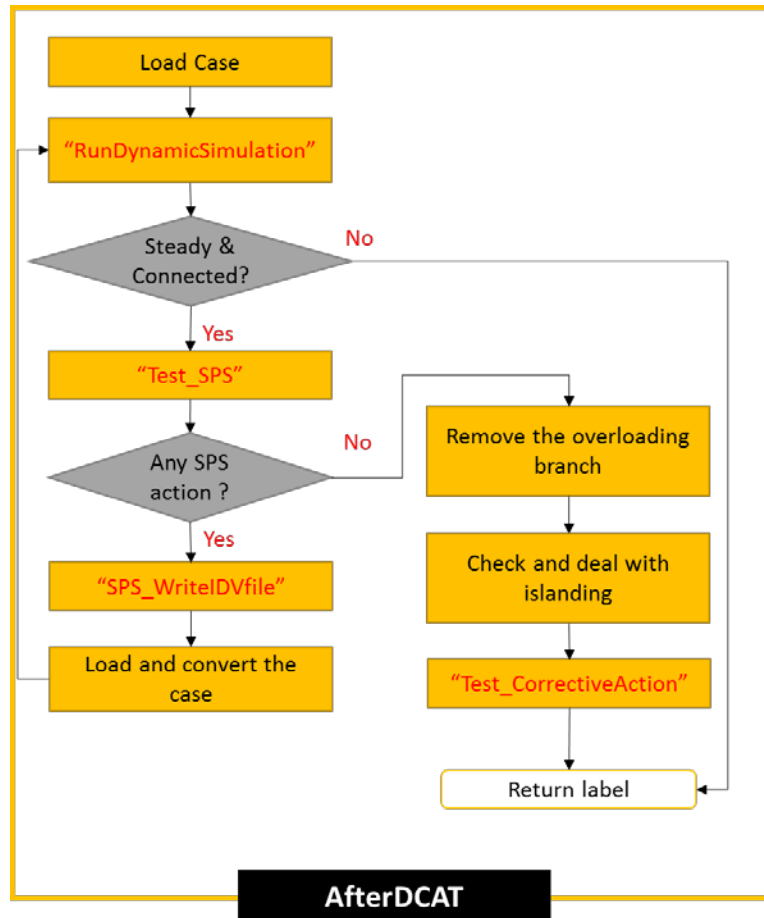 Load Case
“RunDynamicSimulation”
Steady &
Connected?
No
Yes
“Test_SPS”
Any SPS
action ?
No
Yes
“SPS_WriteIDVfile”
Load and convert the
case
Remove the overloading
branch
Check and deal with
islanding
“Test_CorrectiveAction”
Return label
AfterDCAT